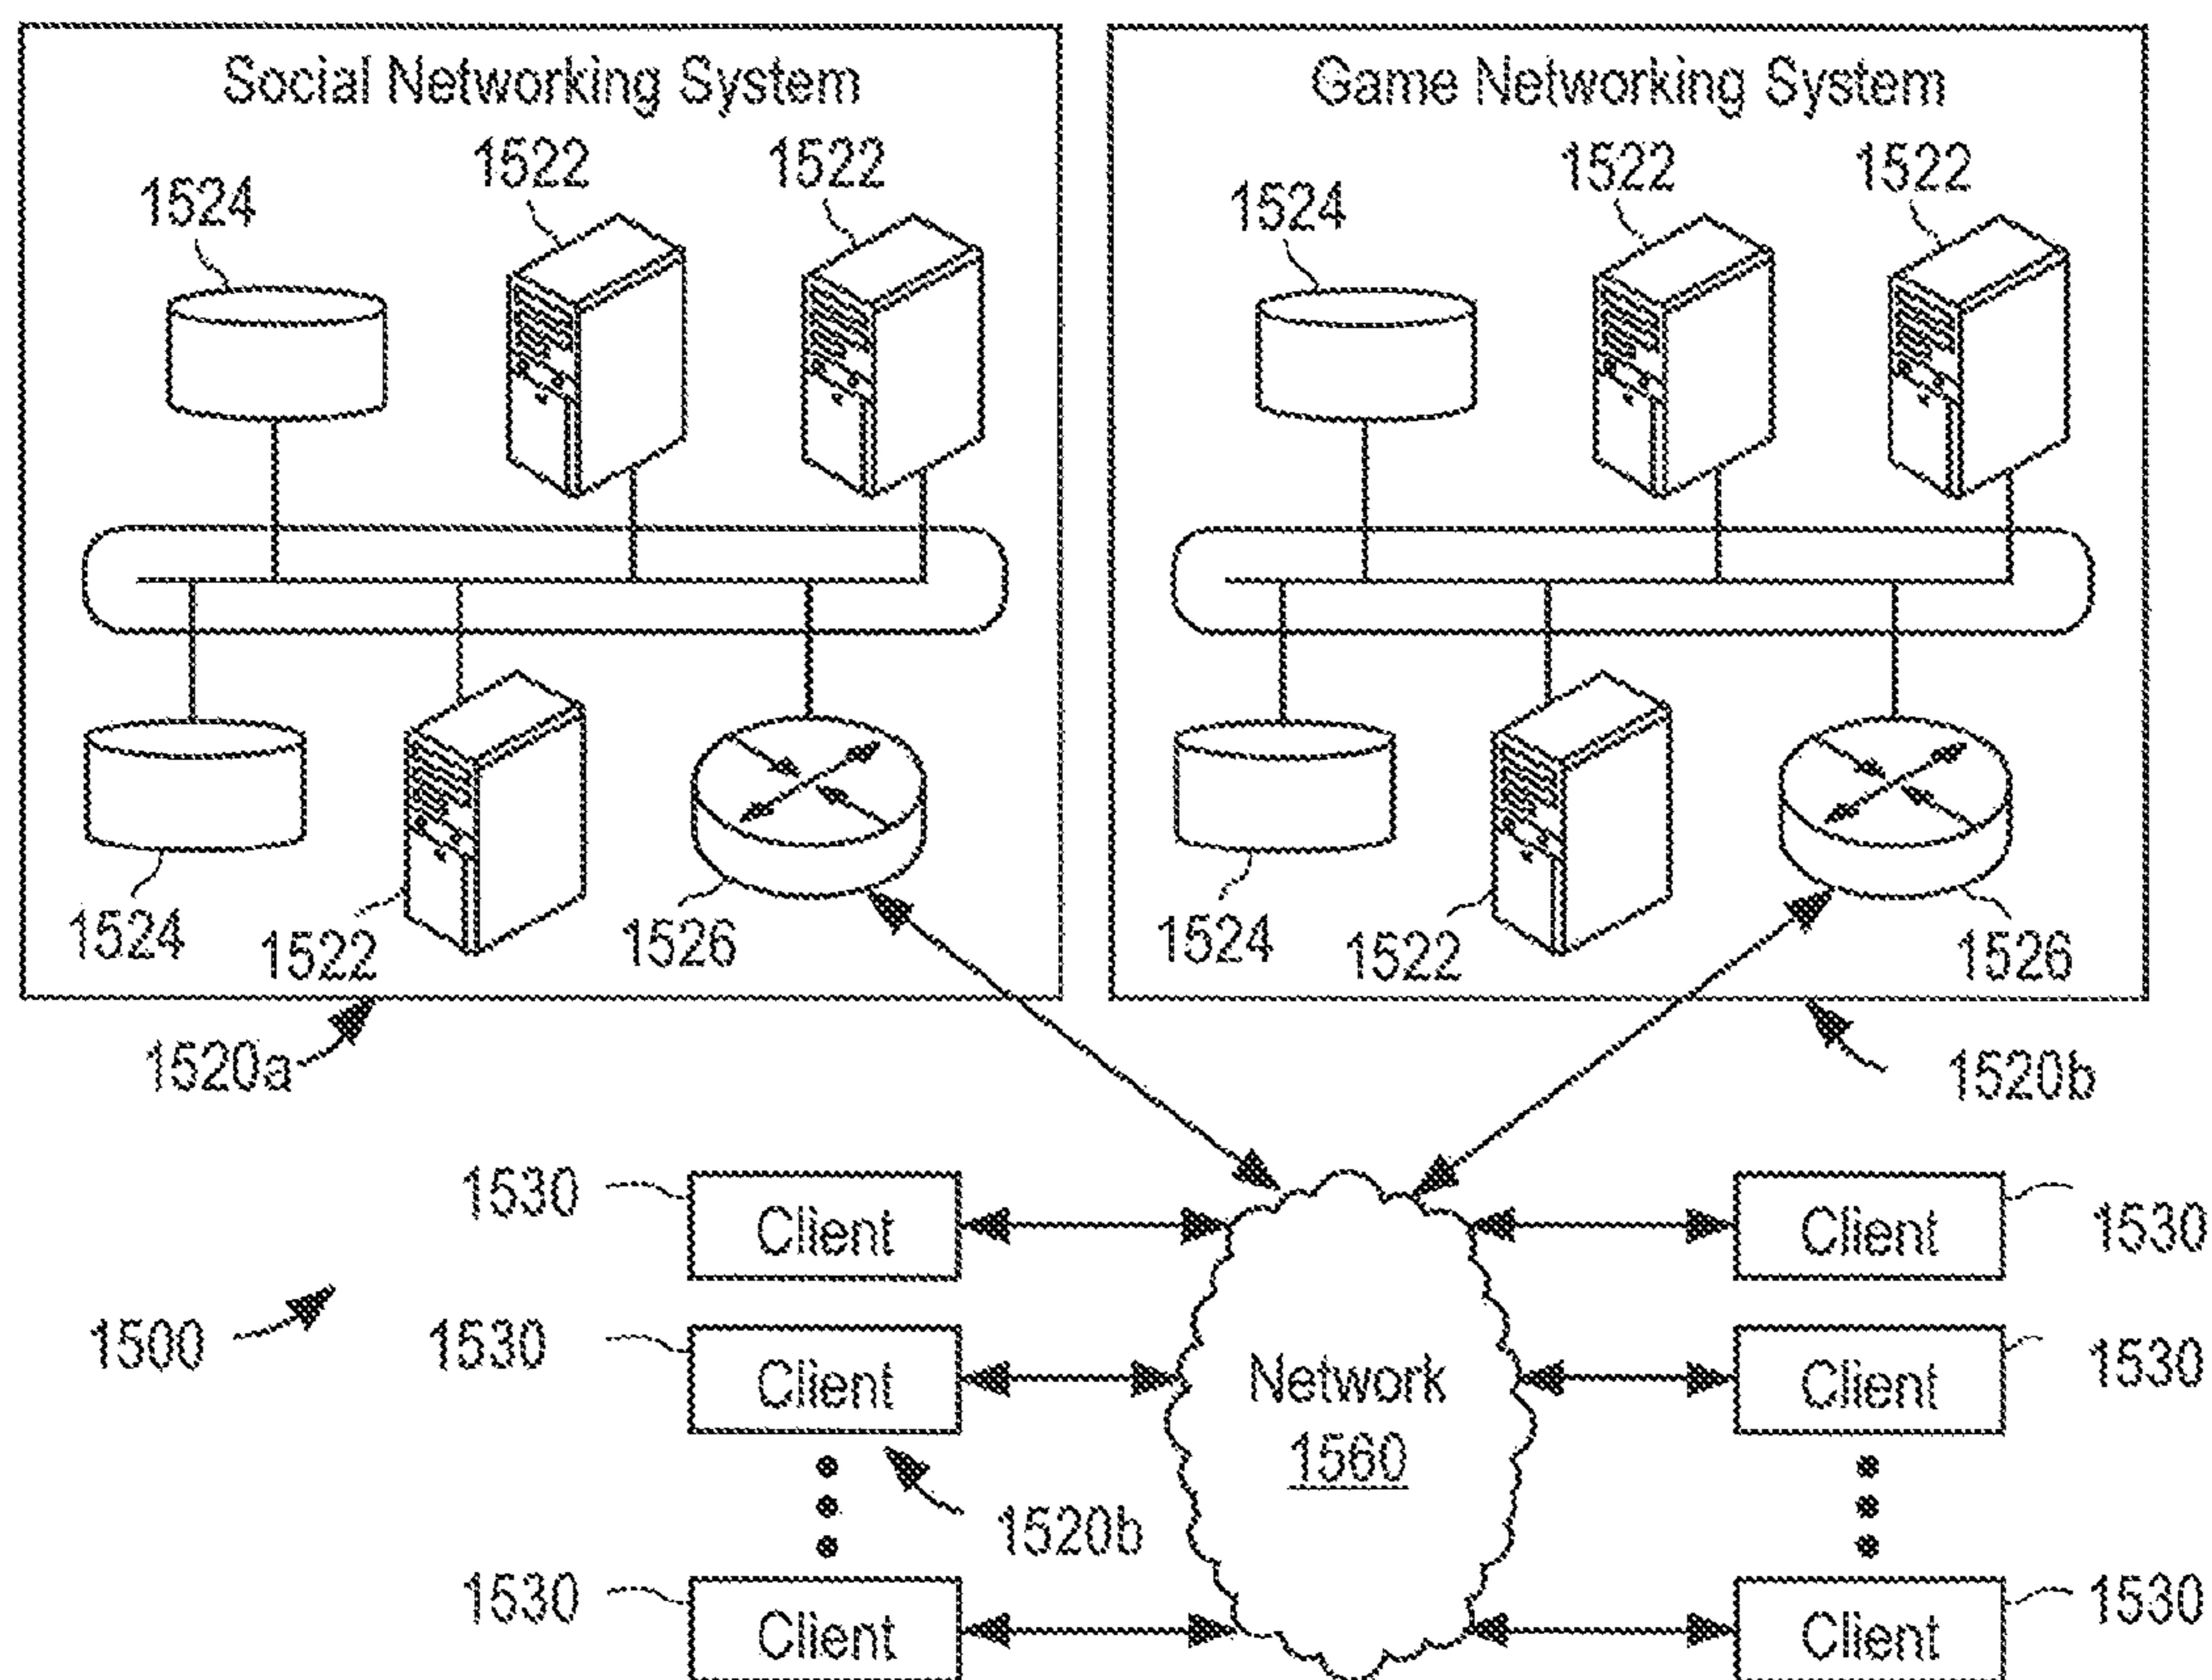 Social Networking System
1522 1522
1524
1524
1522
1526
1520a
Game Networking System
1522 1522
1524
1524
1522
1526
1520b
1530 Client
1530 Client
1520b
1530 Client
1500
Network
1560
Client 1530
Client 1530
Client 1530